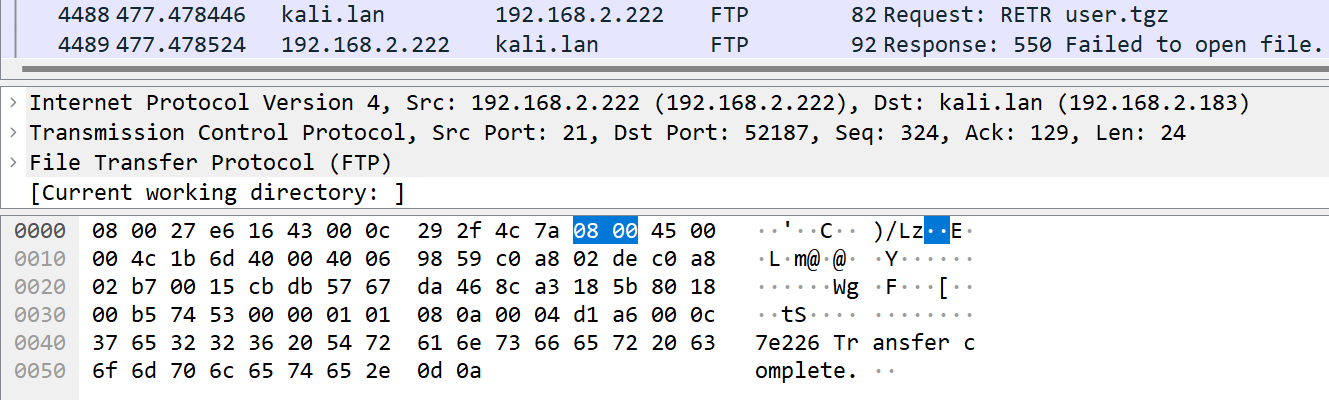 4488 477.478446 kali.lan 192.168.2.222 FTP 82 Request: RETR user.tgz
4489 477.478524 192.168.2.222 kali.lan FTP 92 Response: 550 Failed to open file.
> Internet Protocol Version 4, Src: 192.168.2.222 (192.168.2.222), Dst: kali.lan (192.168.2.183)
> Transmission Control Protocol, Src Port: 21, Dst Port: 52187, Seq: 324, Ack: 129, Len: 24
> File Transfer Protocol (FTP)
[Current working directory: ]
0000 08 00 27 e6 16 43 00 0c 29 2f 4c 7a 08 00 45 00 ··'··C·· )/Lz··E·
0010 00 4c 1b 6d 40 00 40 06 98 59 c0 a8 02 de c0 a8 ·L·m@·@· ·Y······
0020 02 b7 00 15 cb db 57 67 da 46 8c a3 18 5b 80 18 ······Wg ·F···[··
0030 00 b5 74 53 00 00 01 01 08 0a 00 04 d1 a6 00 0c ··tS···· ········
0040 37 65 32 32 36 20 54 72 61 6e 73 66 65 72 20 63 7e226 Tr ansfer c
0050 6f 6d 70 6c 65 74 65 2e 0d 0a omplete. ··